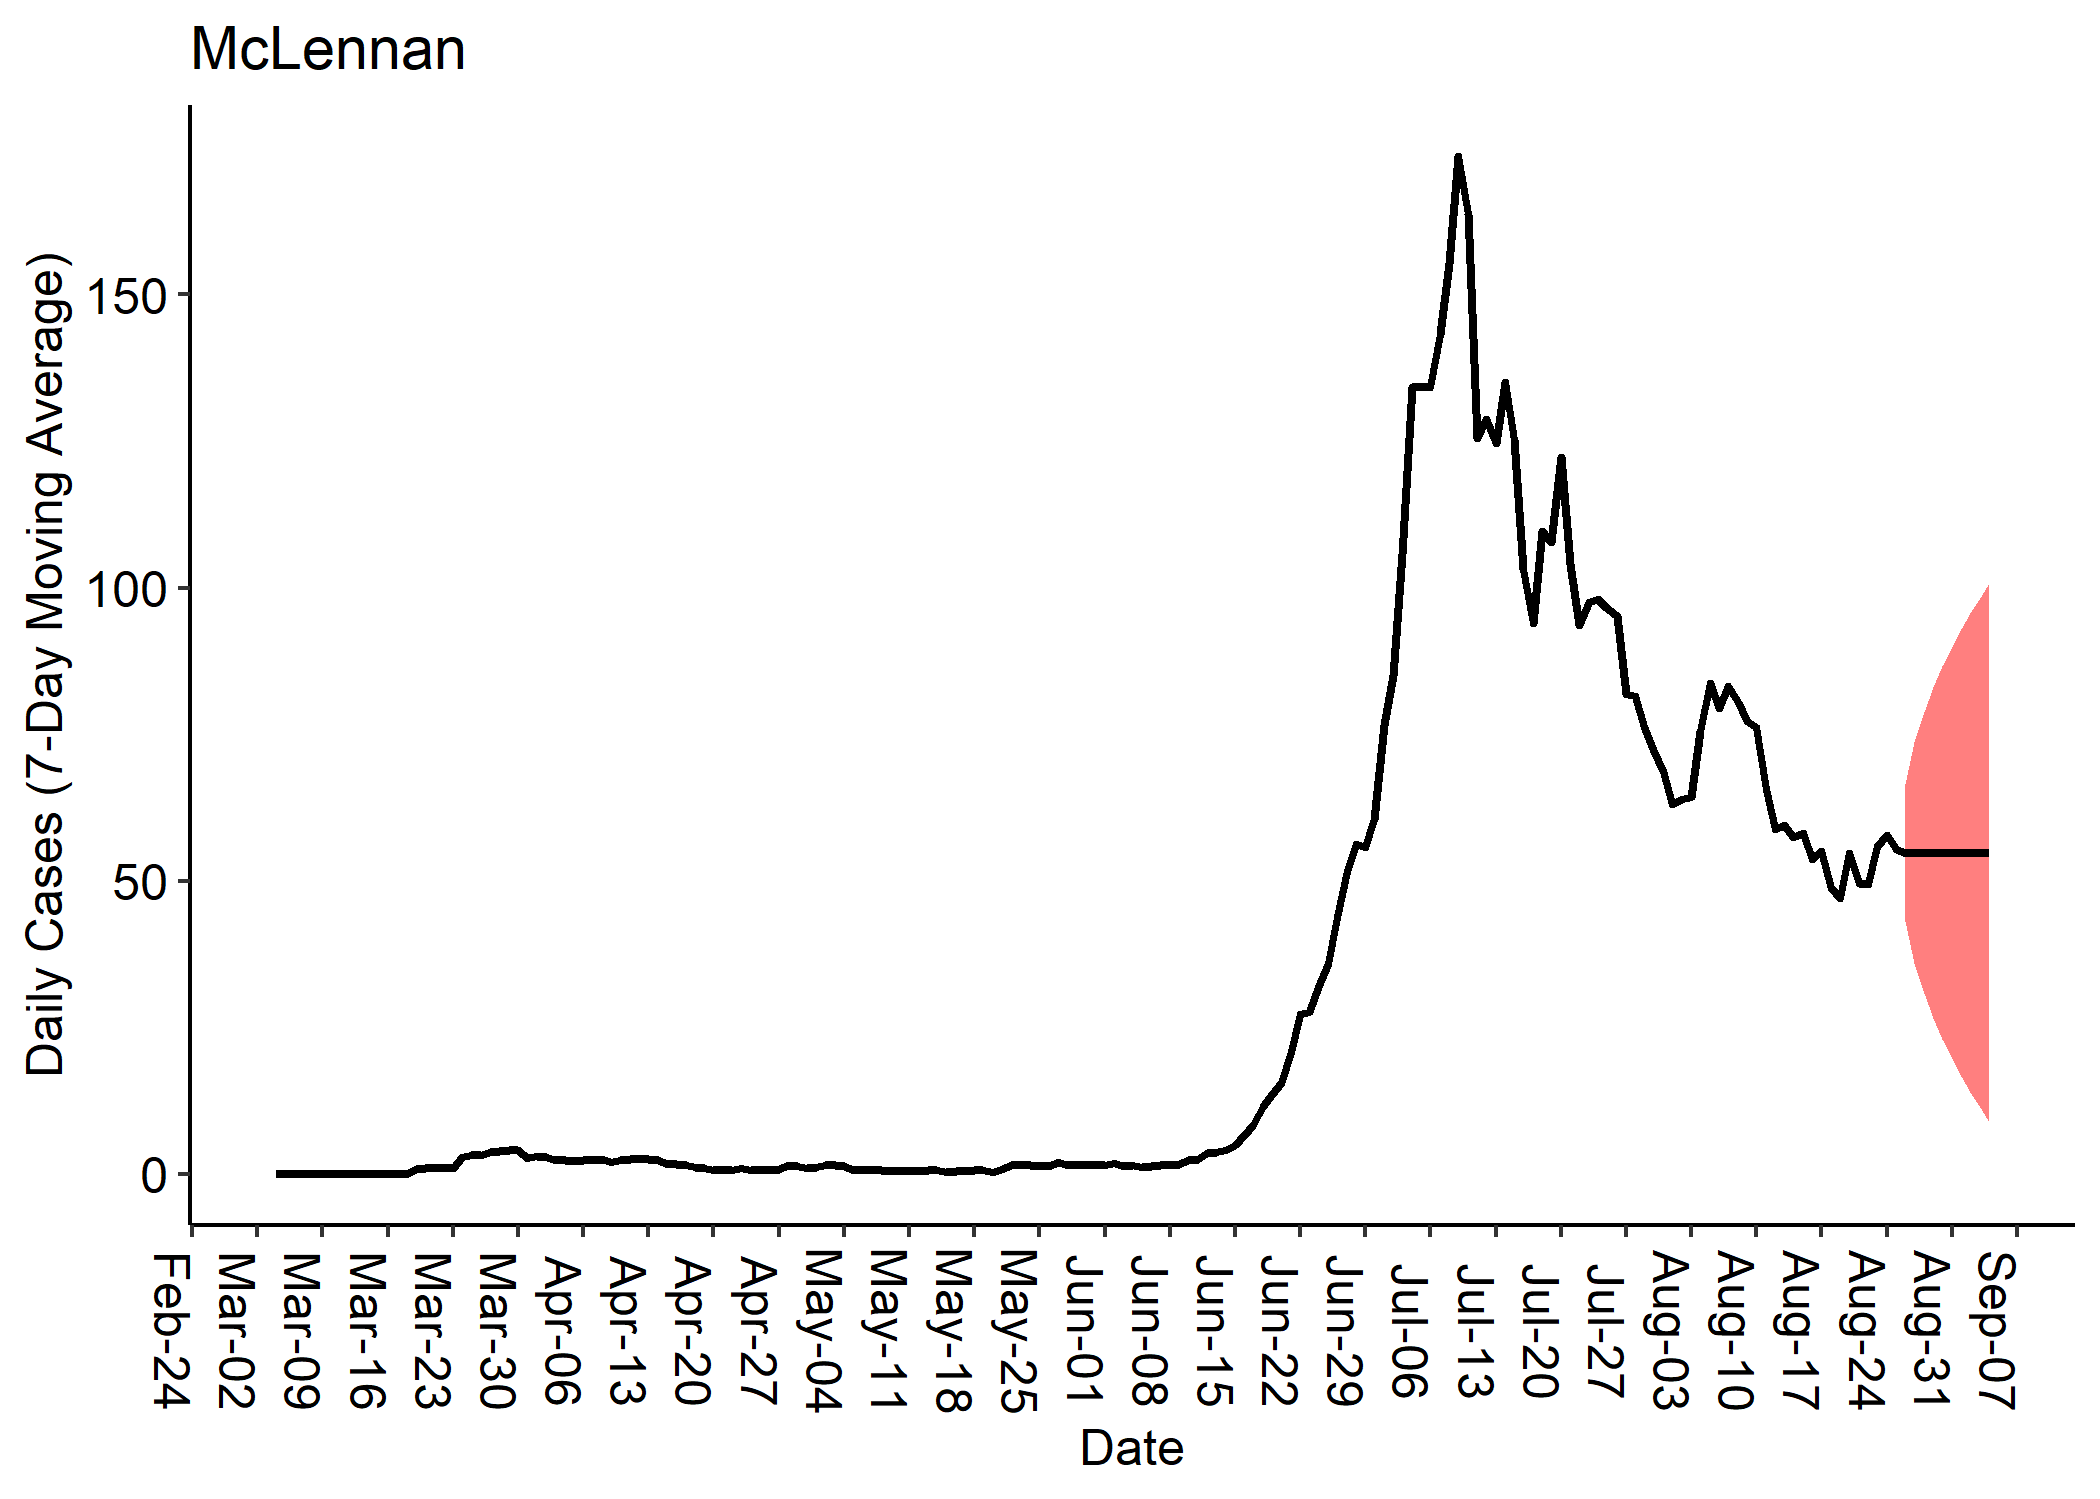 McLennan
Daily Cases (7-Day Moving Average)
150
100
50
0
Feb-24
Mar-02
Mar-09
Mar-16
Mar-23
Mar-30
Apr-06
Apr-13
Apr-20
Apr-27
May-04
May-11
May-18
May-25
Jun-01
Jun-08
Jun-15
Jun-22
Jun-29
Jul-06
Jul-13
Jul-20
Jul-27
Aug-03
Aug-10
Aug-17
Aug-24
Aug-31
Sep-07
Date